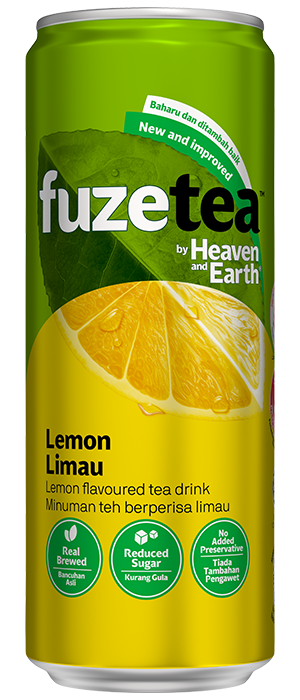 Baharu dan ditambah baik
New and improved
fuzetea™
by Heaven
and Earth
Lemon
Limau
Lemon flavoured tea drink
Minuman teh berperisa limau
Real
Brewed
Bancuhan
Asli
Reduced
Sugar
Kurang Gula
No
Added
Preservative
Tiada
Tambahan
Pengawet